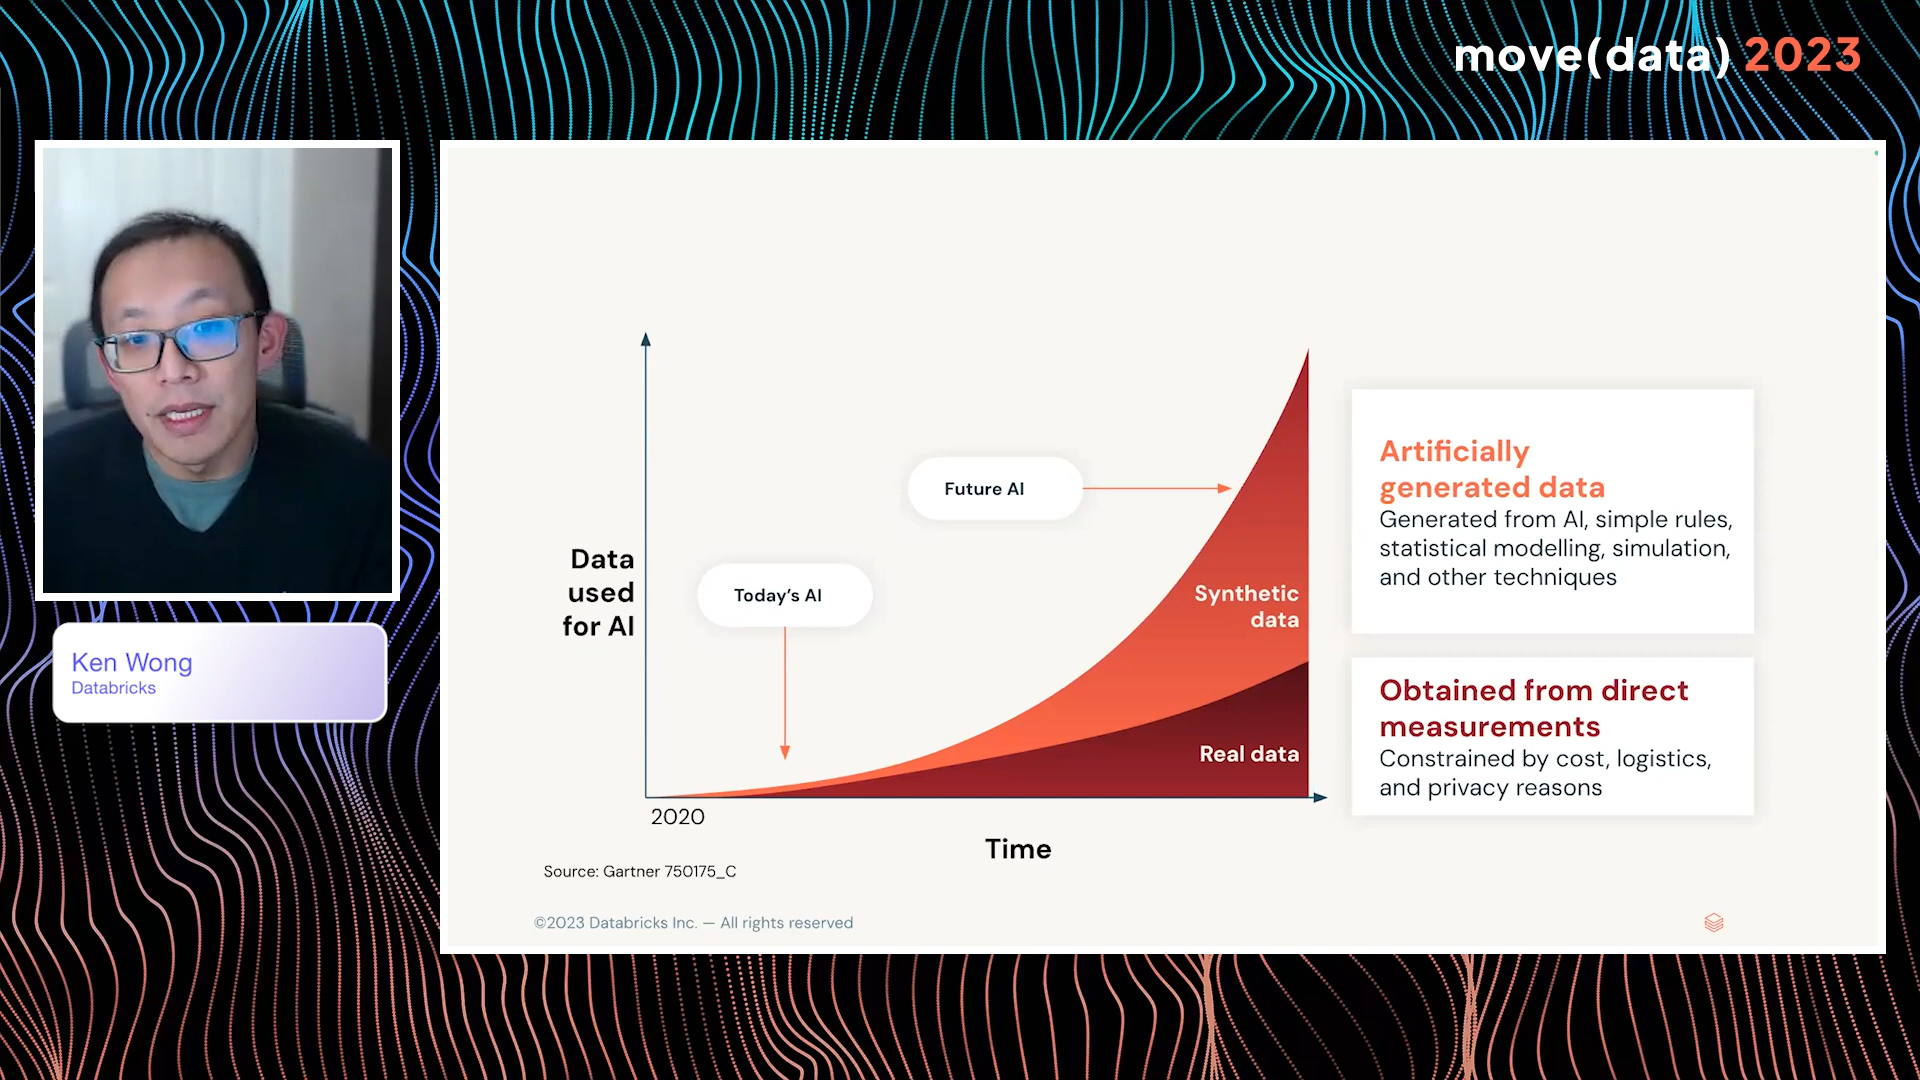 move(data) 2023
Ken Wong
Databricks
Data
used
for AI
Today's AI
Future AI
Synthetic
data
Real data
2020
Time
Source: Gartner 750175_C
©2023 Databricks Inc. — All rights reserved
Artificially
generated data
Generated from AI, simple rules,
statistical modelling, simulation,
and other techniques
Obtained from direct
measurements
Constrained by cost, logistics,
and privacy reasons